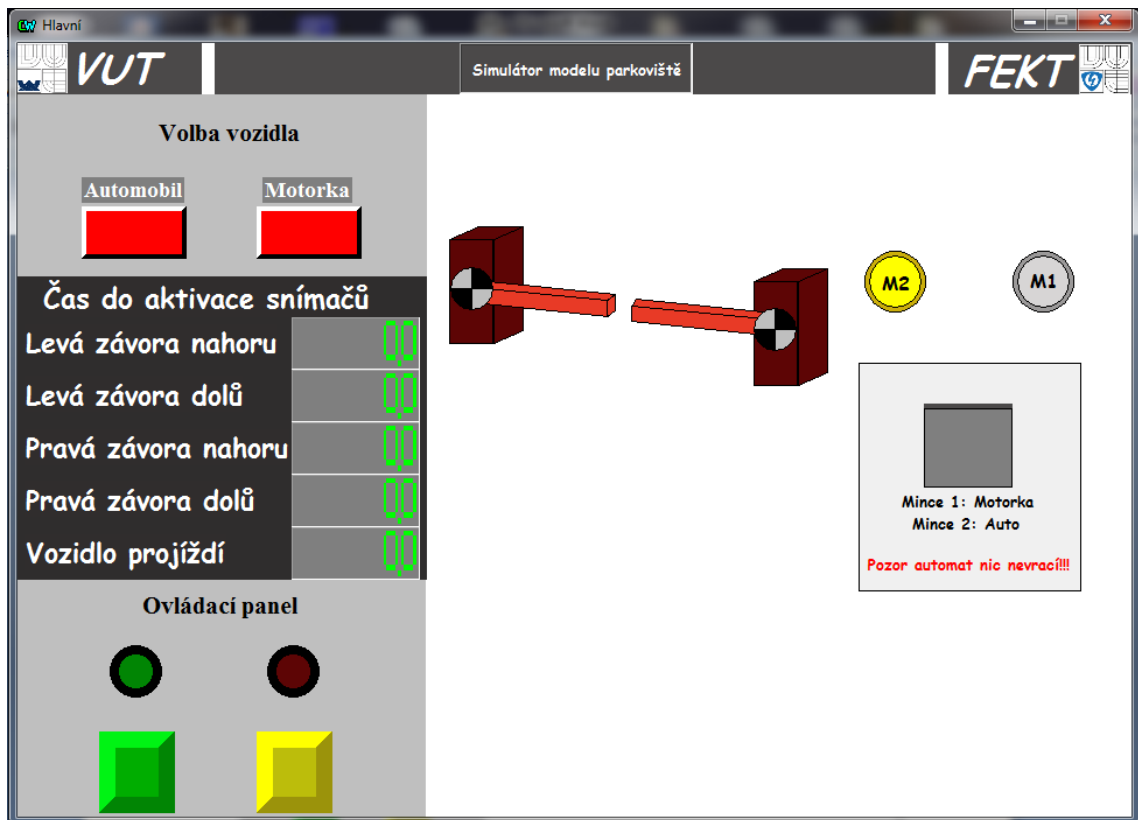 Hlavní
VUT
Simulátor modelu parkoviště
FEKT
Volba vozidla
Automobil
Motorka
Čas do aktivace snímačů
Levá závora nahoru
0,0
Levá závora dolů
0,0
Pravá závora nahoru
0,0
Pravá závora dolů
0,0
Vozidlo projíždí
0,0
Ovládací panel
M2
M1
Mince 1: Motorka
Mince 2: Auto
Pozor automat nic nevrací!!!